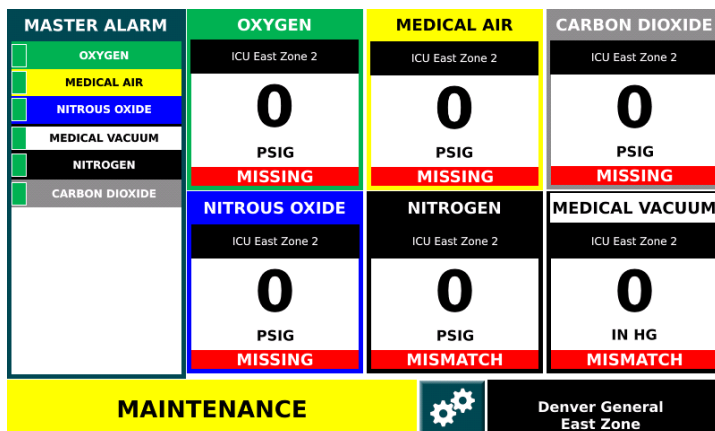 MASTER ALARM
OXYGEN
MEDICAL AIR
NITROUS OXIDE
MEDICAL VACUUM
NITROGEN
CARBON DIOXIDE
OXYGEN
ICU East Zone 2
0
PSIG
MISSING
MEDICAL AIR
ICU East Zone 2
0
PSIG
MISSING
CARBON DIOXIDE
ICU East Zone 2
0
PSIG
MISSING
NITROUS OXIDE
ICU East Zone 2
0
PSIG
MISSING
NITROGEN
ICU East Zone 2
0
PSIG
MISMATCH
MEDICAL VACUUM
ICU East Zone 2
0
IN HG
MISMATCH
MAINTENANCE
Denver General
East Zone